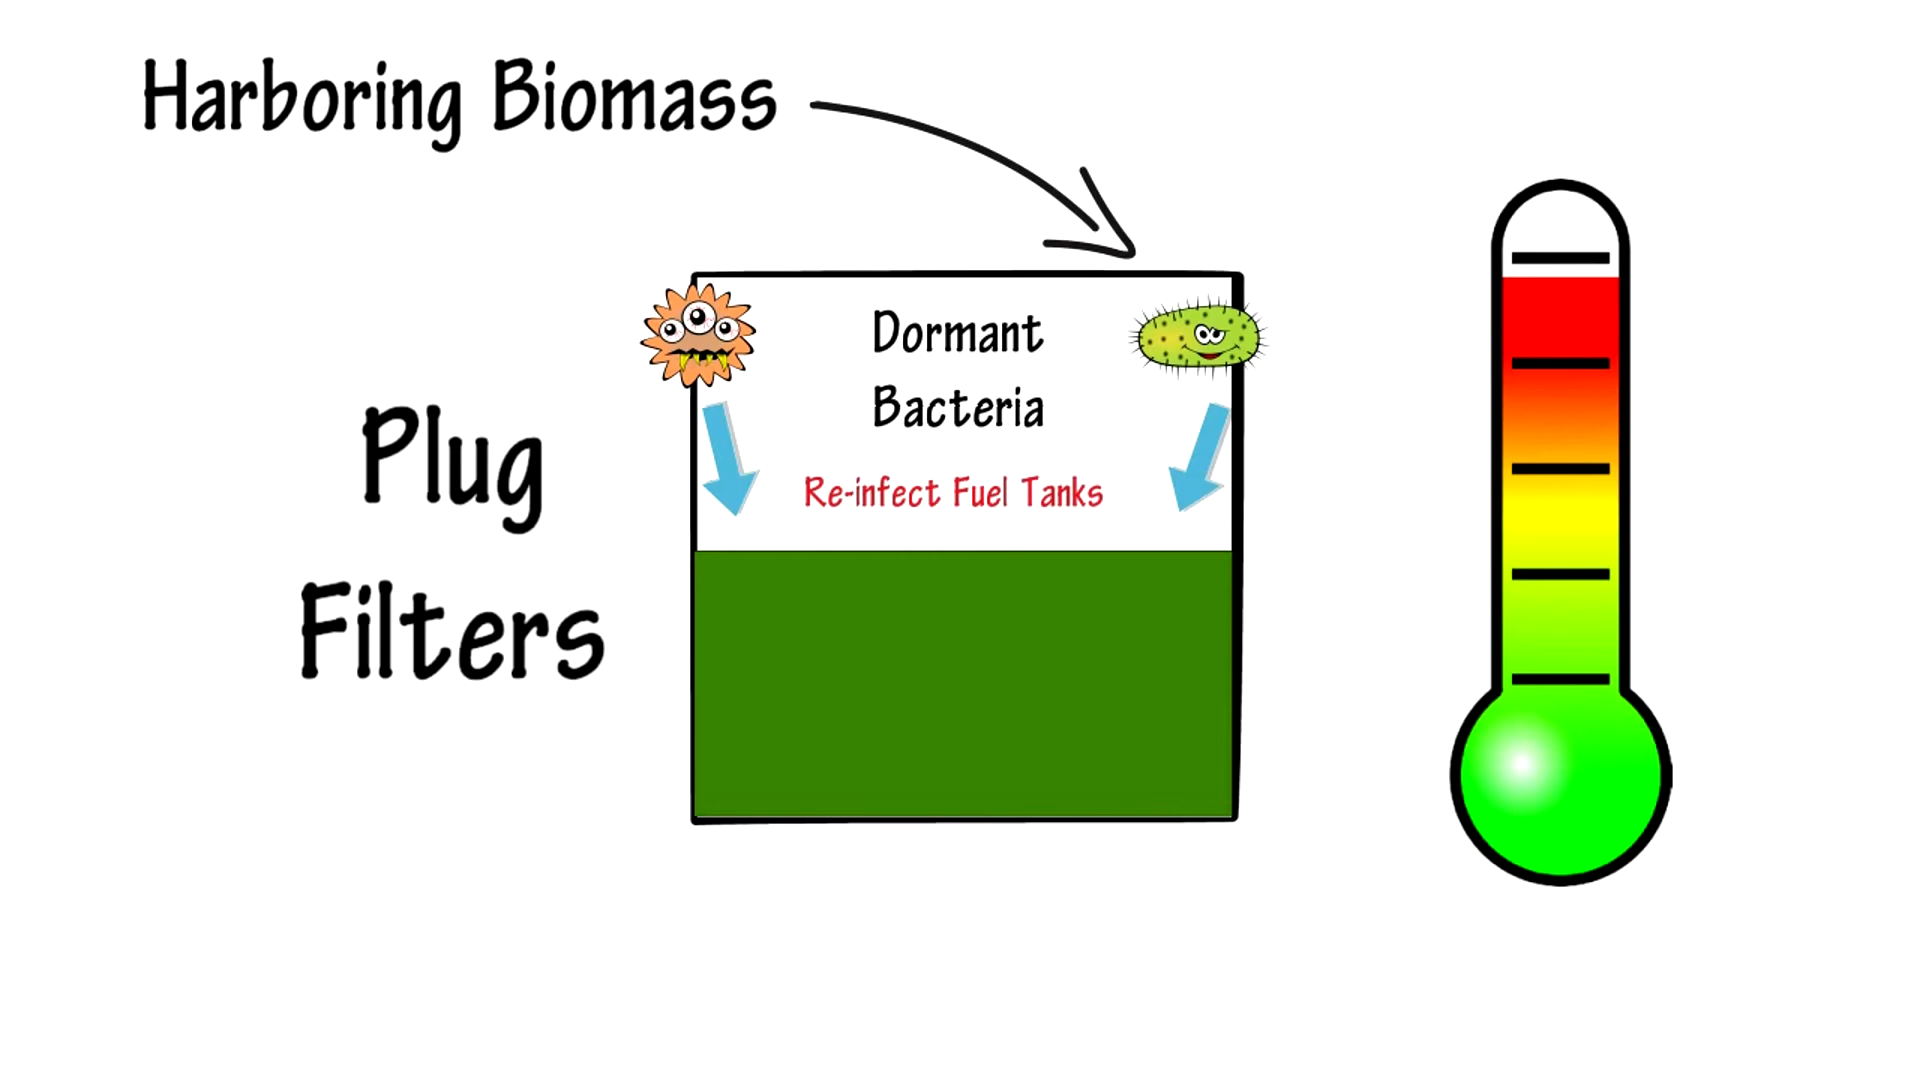 Harboring Biomass
Dormant
Bacteria
Re-infect Fuel Tanks
Plug
Filters